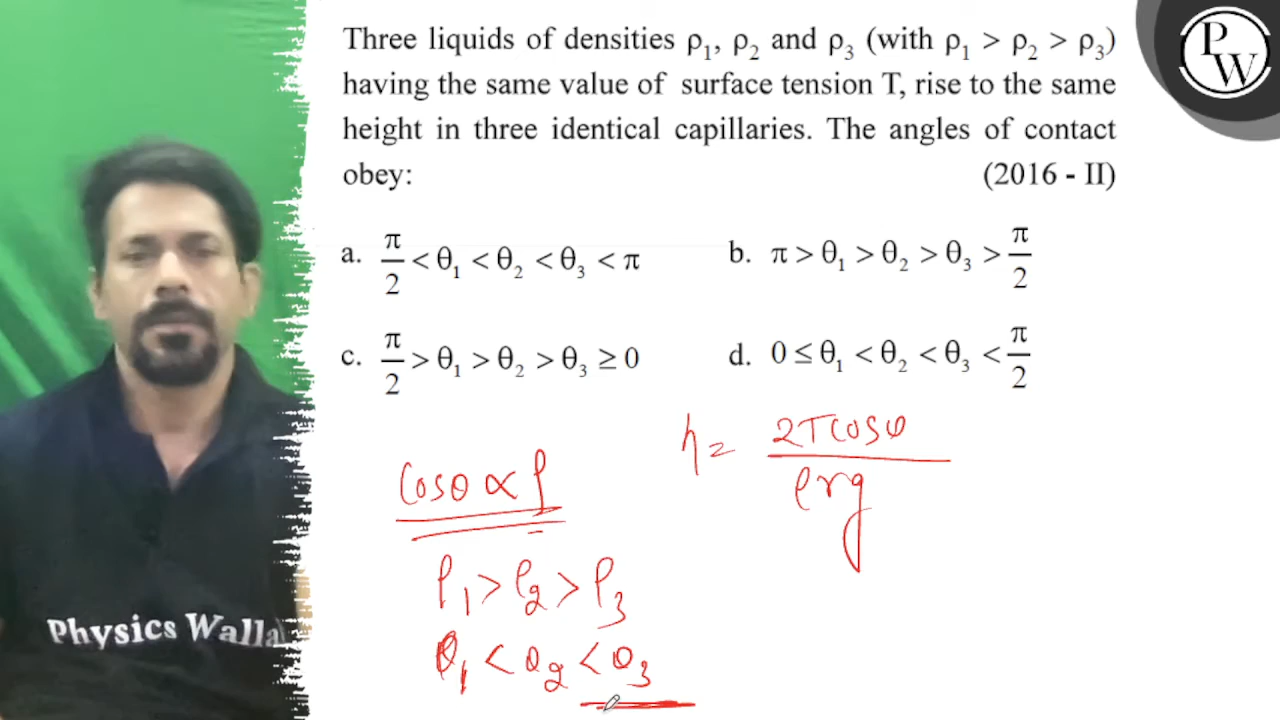 Three liquids of densities ρ₁, ρ₂ and ρ₃ (with ρ₁ > ρ₂ > ρ₃)
having the same value of surface tension T, rise to the same
height in three identical capillaries. The angles of contact
obey: (2016 - II)
a. π/2 < θ₁ < θ₂ < θ₃ < π
b. π > θ₁ > θ₂ > θ₃ > π/2
c. π/2 > θ₁ > θ₂ > θ₃ ≥ 0
d. 0 ≤ θ₁ < θ₂ < θ₃ < π/2
h = 2T cosφ / ρrg
cosθ ∝ ρ
ρ₁ > ρ₂ > ρ₃
θ₁ < θ₂ < θ₃
PW
Physics Walla